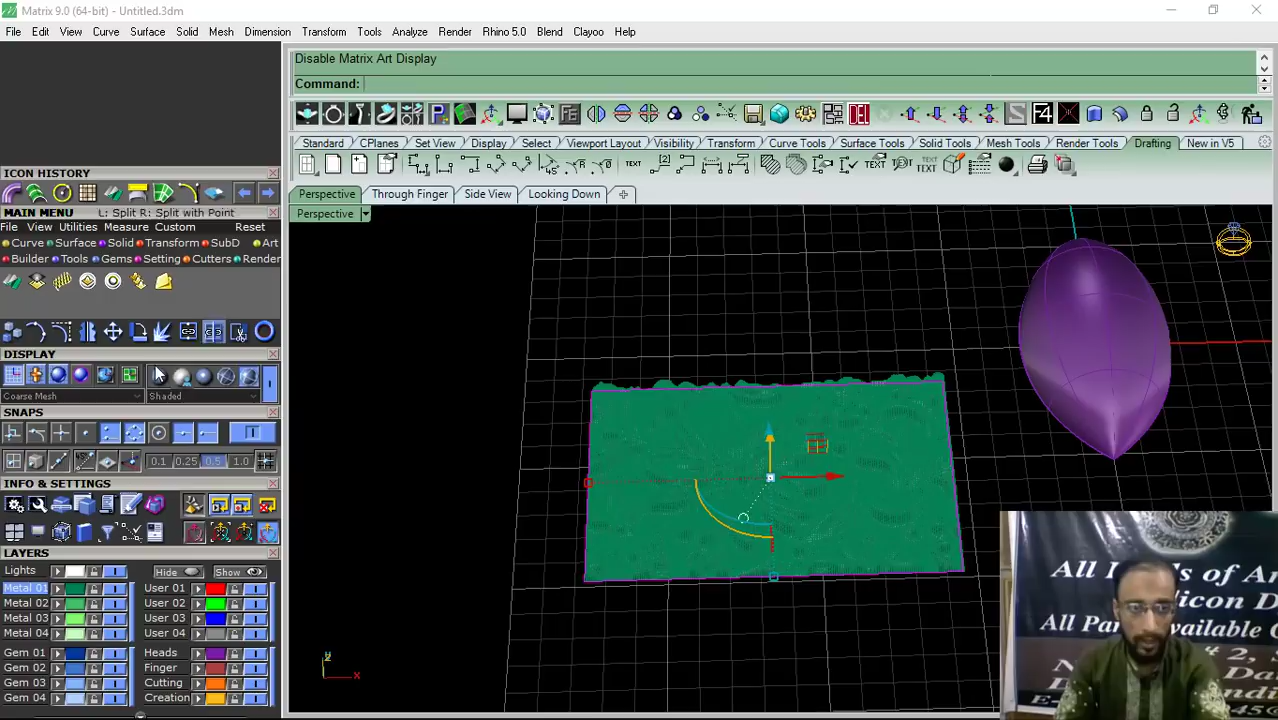 Matrix 9.0 (64-bit) - Untitled.3dm
File Edit View Curve Surface Solid Mesh Dimension Transform Tools Analyze Render Rhino 5.0 Blend Clayoo Help
Disable Matrix Art Display
Command:
Standard CPlanes Set View Display Select Viewport Layout Visibility Transform Curve Tools Surface Tools Solid Tools Mesh Tools Render Tools Drafting New in V5
ICON HISTORY
Perspective Through Finger Side View Looking Down
MAIN MENU L: Split R: Split with Point
Perspective
File View Utilities Measure Custom Reset
Curve Surface Solid Transform SubD Art
Builder Tools Gems Setting Cutters Render
DISPLAY
Coarse Mesh Shaded
SNAPS
0.1 0.25 0.5 1.0
INFO & SETTINGS
LAYERS
Lights Hide Show
Metal 01 User 01
Metal 02 User 02
Metal 03 User 03
Metal 04 User 04
Gem 01 Heads
Gem 02 Finger
Gem 03 Cutting
Gem 04 Creation
x
All
of Ar
licon D
All Par
vailable